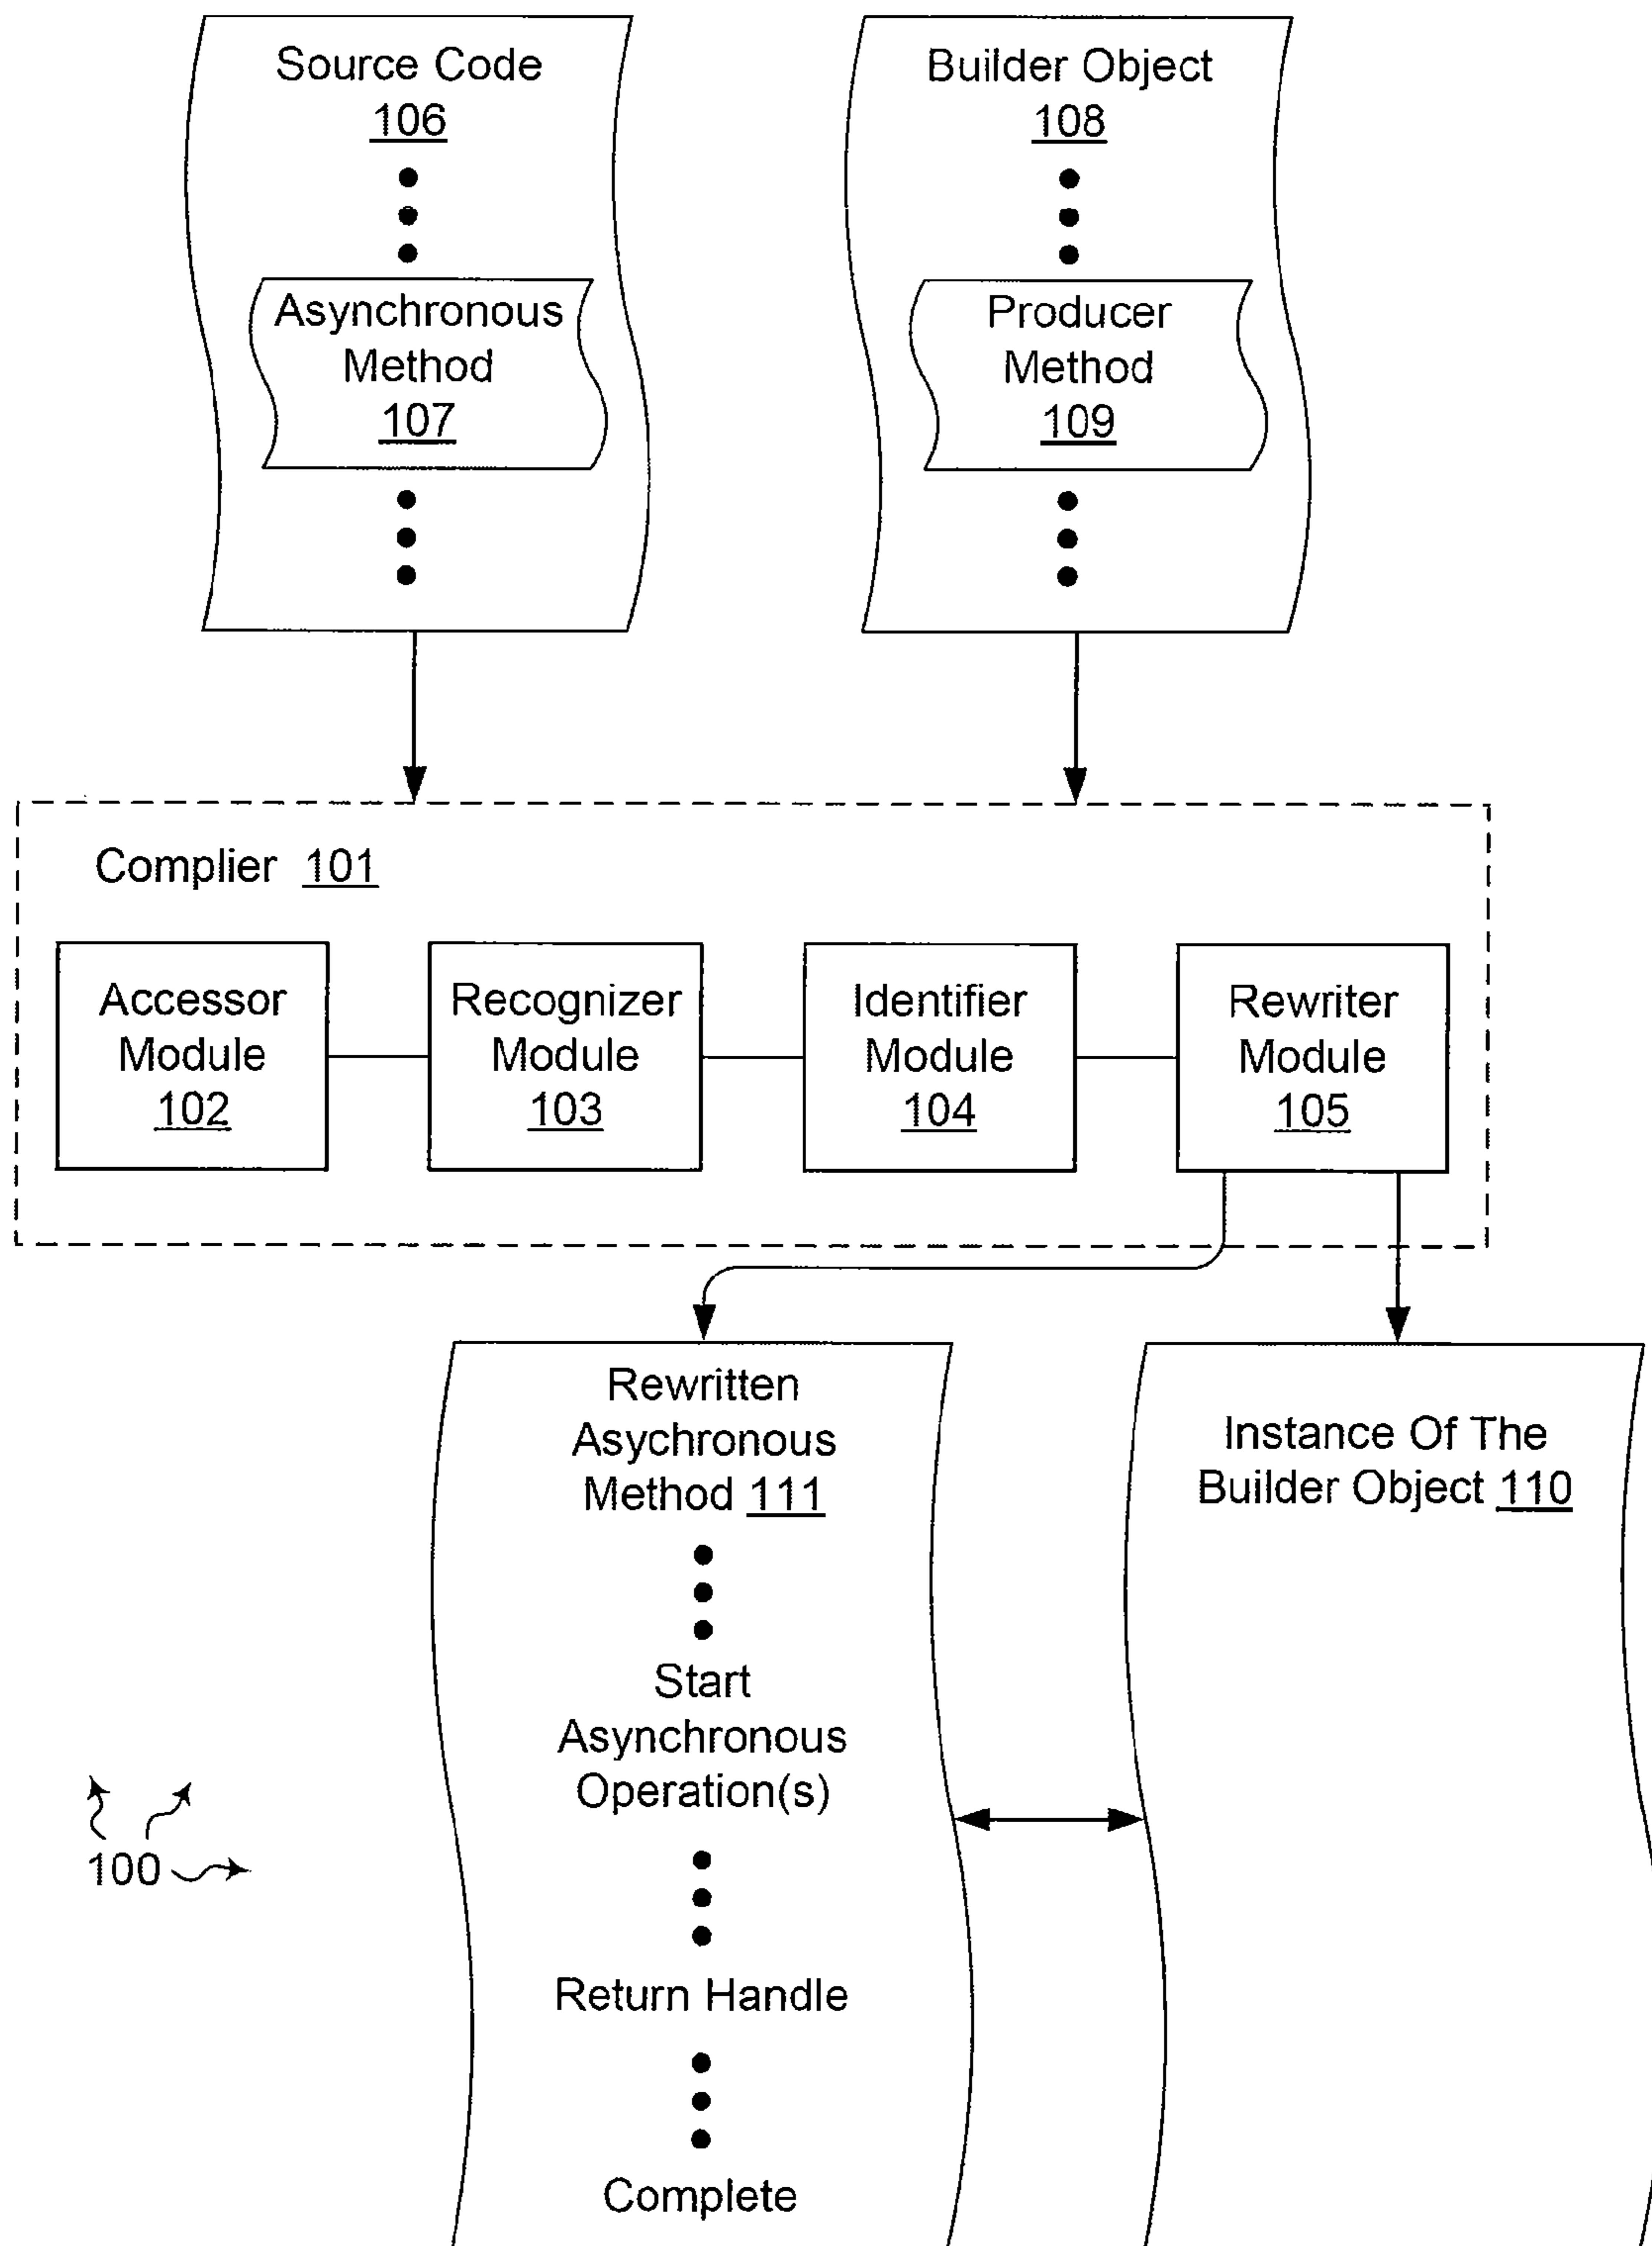 Source Code
106
Asynchronous
Method
107
Builder Object
108
Producer
Method
109
Complier 101
Accessor
Module
102
Recognizer
Module
103
Identifier
Module
104
Rewriter
Module
105
Rewritten
Asychronous
Method 111
Start
Asynchronous
Operation(s)
Return Handle
Complete
Instance Of The
Builder Object 110
100